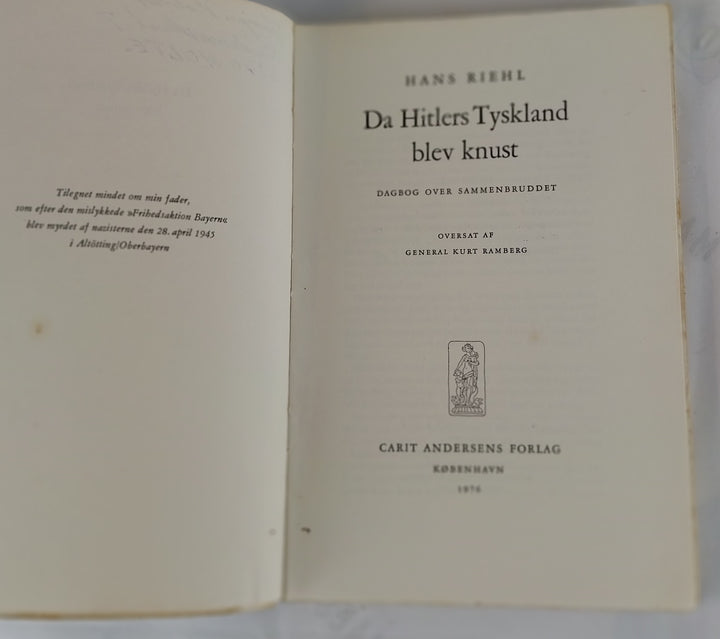 Tilegnet mindet om min fader,
som efter den mislykkede »Frihedsaktion Bayern«
blev myrdet af nazisterne den 28. april 1945
i Altötting/Oberbayern
HANS RIEHL
Da Hitlers Tyskland
blev knust
DAGBOG OVER SAMMENBRUDDET
OVERSAT AF
GENERAL KURT RAMBERG
CARIT ANDERSENS FORLAG
KØBENHAVN
1976